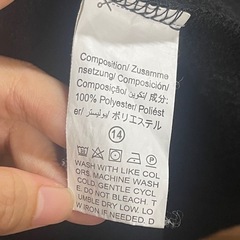 Composition/ Zusamme
nsetzung/ Composición/
Composição/ تكوين/ 成分:
100% Polyester/ Poliést
er/ بوليستر/ ポリエステル
14
WASH WITH LIKE COL
ORS. MACHINE WASH
COLD. GENTLE CYCL
E. DO NOT BLEACH. T
UMBLE DRY LOW. LO
W IRON IF NEEDED. D